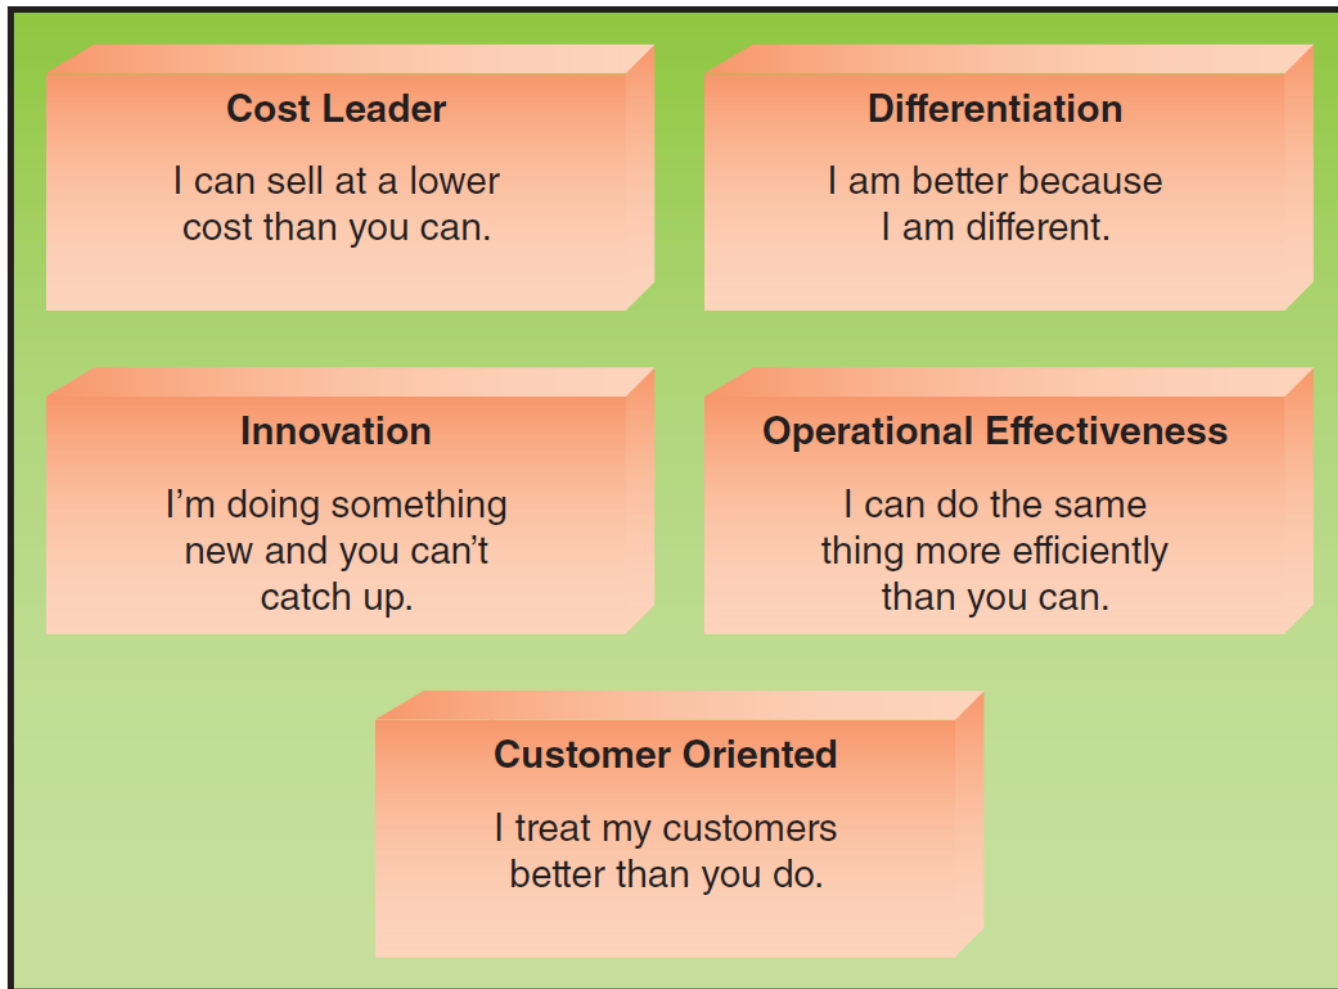 Cost Leader
I can sell at a lower
cost than you can.
Differentiation
I am better because
I am different.
Innovation
I’m doing something
new and you can’t
catch up.
Operational Effectiveness
I can do the same
thing more efficiently
than you can.
Customer Oriented
I treat my customers
better than you do.